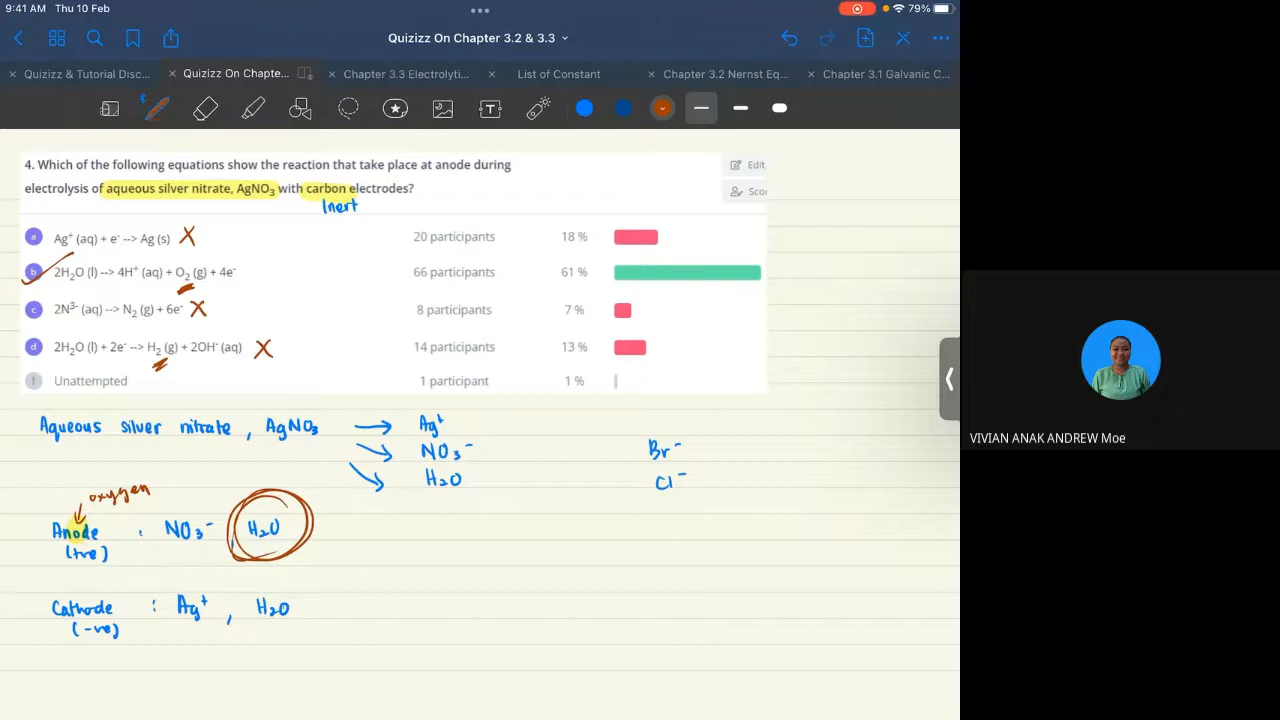 9:41 AM Thu 10 Feb
79%
Quizizz On Chapter 3.2 & 3.3
Quizizz & Tutorial Disc...
Quizizz On Chapte...
Chapter 3.3 Electrolyti...
List of Constant
Chapter 3.2 Nernst Eq...
Chapter 3.1 Galvanic C...
4. Which of the following equations show the reaction that take place at anode during
electrolysis of aqueous silver nitrate, AgNO₃ with carbon electrodes?
Inert
Edit
Scor
a Ag⁺ (aq) + e⁻ --> Ag (s) X 20 participants 18 %
b 2H₂O (l) --> 4H⁺ (aq) + O₂ (g) + 4e⁻ 66 participants 61 %
c 2N³⁻ (aq) --> N₂ (g) + 6e⁻ X 8 participants 7 %
d 2H₂O (l) + 2e⁻ --> H₂ (g) + 2OH⁻ (aq) X 14 participants 13 %
! Unattempted 1 participant 1 %
Aqueous silver nitrate, AgNO₃ → Ag⁺
NO₃⁻ Br⁻
H₂O Cl⁻
oxygen
Anode : NO₃⁻, H₂O
(+ve)
Cathode : Ag⁺, H₂O
(-ve)
VIVIAN ANAK ANDREW Moe